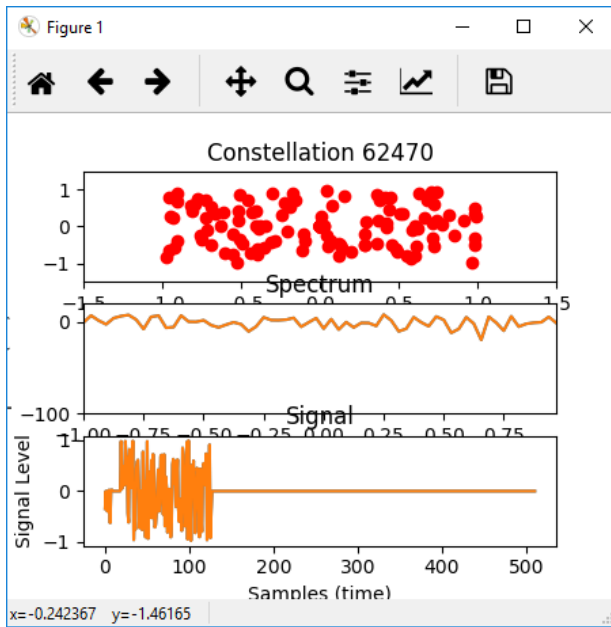 Figure 1
Constellation 62470
1
0
−1
−1.5 −1.0 −0.5 0.0 0.5 1.0 1.5
Spectrum
0
−100
−1.00 −0.75 −0.50 −0.25 0.00 0.25 0.50 0.75
Signal
1
0
−1
Signal Level
0 100 200 300 400 500
Samples (time)
x=-0.242367 y=-1.46165